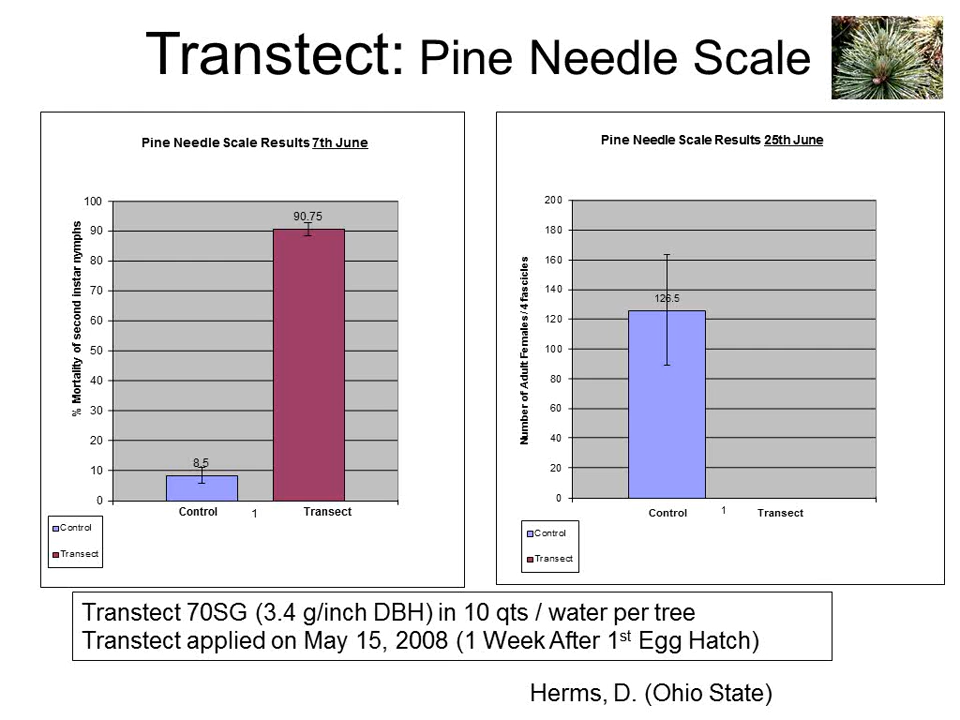 Transtect: Pine Needle Scale
Pine Needle Scale Results 7th June
% Mortality of second instar nymphs
100
90
80
70
60
50
40
30
20
10
0
90.75
8.5
Control
1
Transect
Control
Transect
Pine Needle Scale Results 25th June
Number of Adult Females / 4 fascicles
200
180
160
140
120
100
80
60
40
20
0
126.5
Control
1
Transect
Control
Transect
Transtect 70SG (3.4 g/inch DBH) in 10 qts / water per tree
Transtect applied on May 15, 2008 (1 Week After 1st Egg Hatch)
Herms, D. (Ohio State)